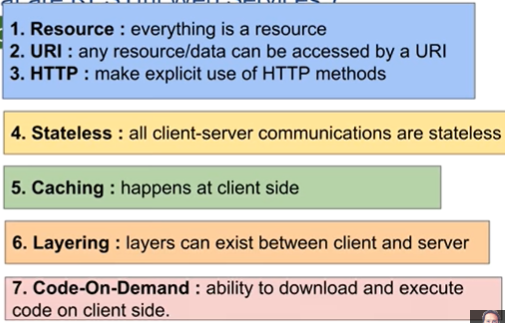 1. Resource : everything is a resource
2. URI : any resource/data can be accessed by a URI
3. HTTP : make explicit use of HTTP methods
4. Stateless : all client-server communications are stateless
5. Caching : happens at client side
6. Layering : layers can exist between client and server
7. Code-On-Demand : ability to download and execute
code on client side.